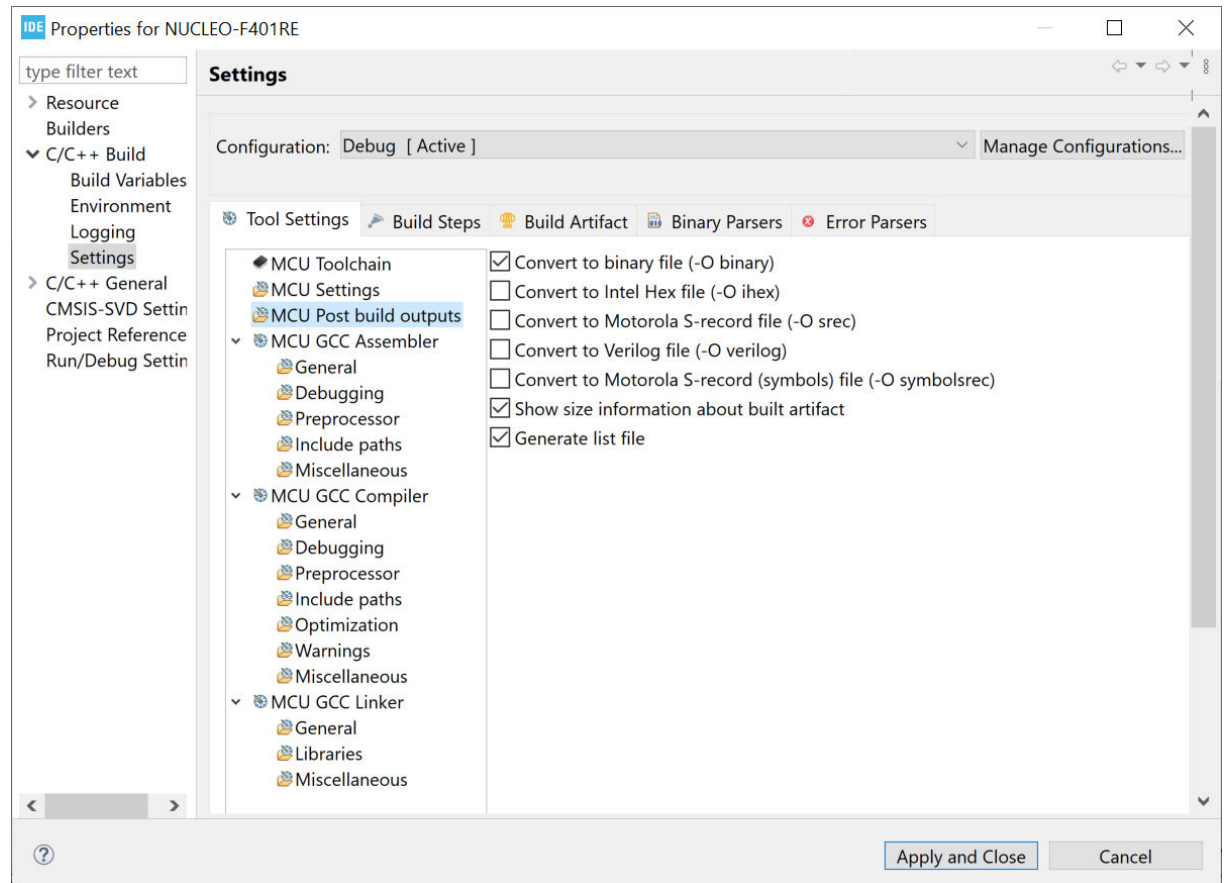 IDE Properties for NUCLEO-F401RE
type filter text
Resource
Builders
C/C++ Build
Build Variables
Environment
Logging
Settings
C/C++ General
CMSIS-SVD Settin
Project Reference
Run/Debug Settin
Settings
Configuration: Debug [ Active ] Manage Configurations...
Tool Settings Build Steps Build Artifact Binary Parsers Error Parsers
MCU Toolchain
MCU Settings
MCU Post build outputs
MCU GCC Assembler
General
Debugging
Preprocessor
Include paths
Miscellaneous
MCU GCC Compiler
General
Debugging
Preprocessor
Include paths
Optimization
Warnings
Miscellaneous
MCU GCC Linker
General
Libraries
Miscellaneous
Convert to binary file (-O binary)
Convert to Intel Hex file (-O ihex)
Convert to Motorola S-record file (-O srec)
Convert to Verilog file (-O verilog)
Convert to Motorola S-record (symbols) file (-O symbolsrec)
Show size information about built artifact
Generate list file
Apply and Close Cancel